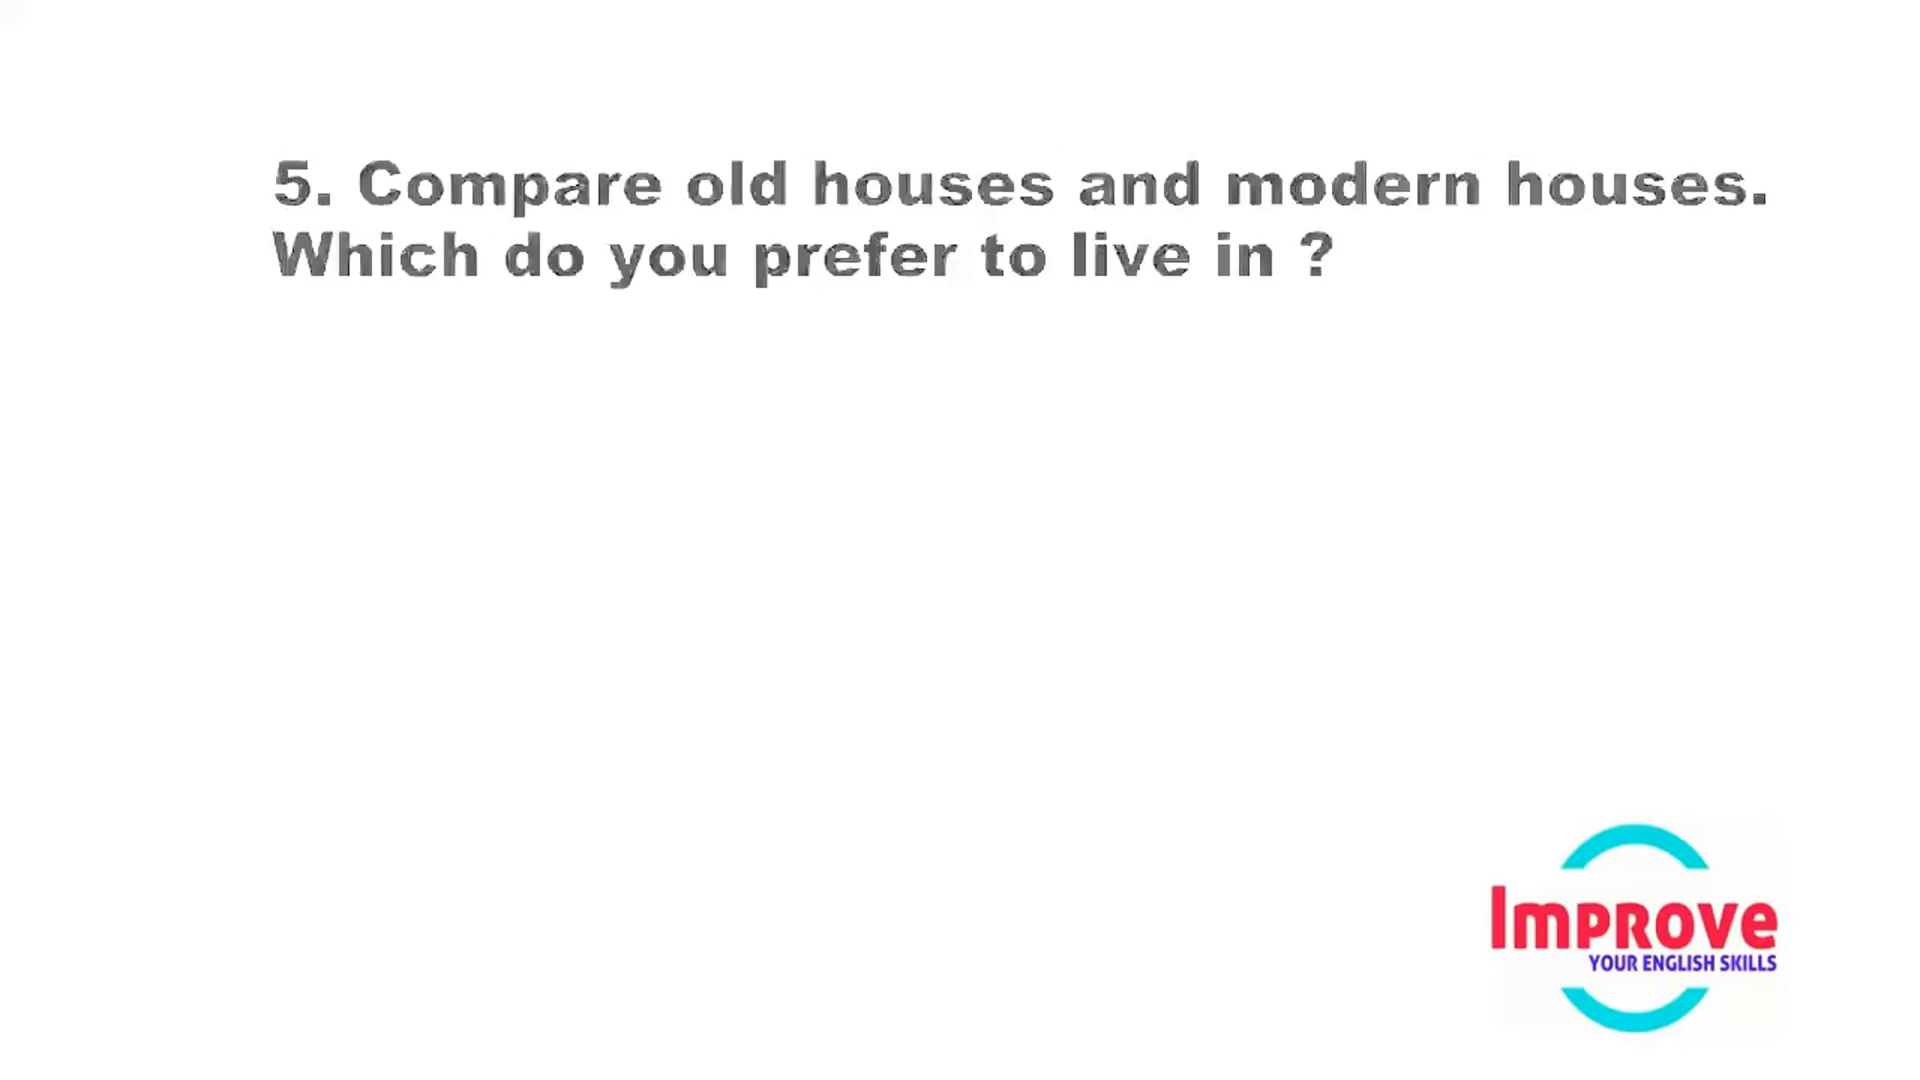 5. Compare old houses and modern houses.
Which do you prefer to live in ?
Improve
YOUR ENGLISH SKILLS